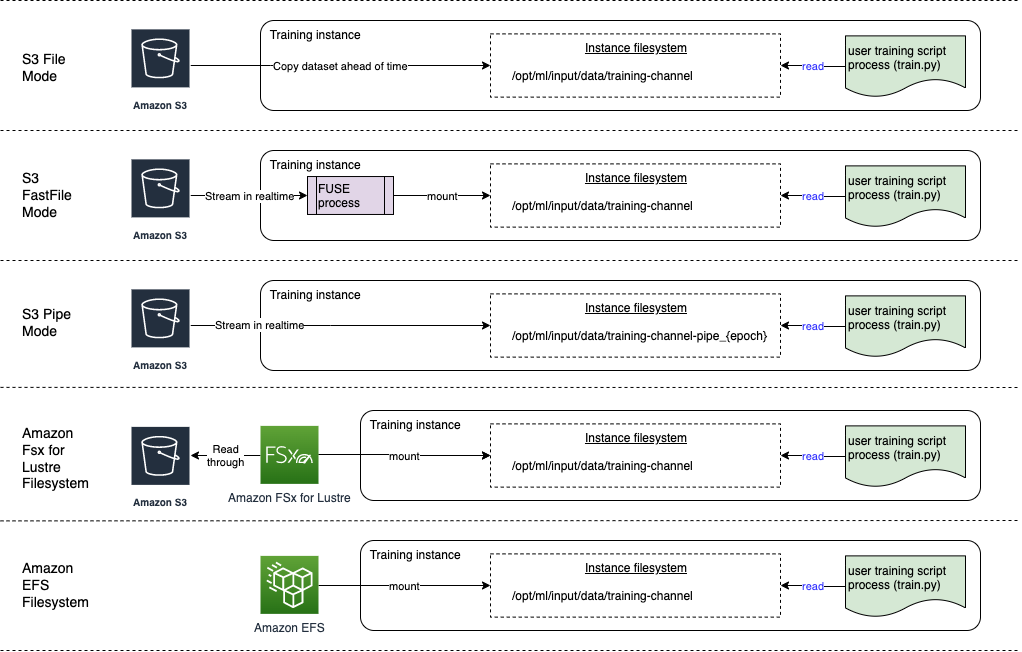 S3 File
Mode
Amazon S3
Training instance
Copy dataset ahead of time
Instance filesystem
/opt/ml/input/data/training-channel
read
user training script
process (train.py)
S3
FastFile
Mode
Amazon S3
Training instance
Stream in realtime
FUSE
process
mount
Instance filesystem
/opt/ml/input/data/training-channel
read
user training script
process (train.py)
S3 Pipe
Mode
Amazon S3
Training instance
Stream in realtime
Instance filesystem
/opt/ml/input/data/training-channel-pipe_{epoch}
read
user training script
process (train.py)
Amazon
Fsx for
Lustre
Filesystem
Amazon S3
Read
through
FSx
Amazon FSx for Lustre
Training instance
mount
Instance filesystem
/opt/ml/input/data/training-channel
read
user training script
process (train.py)
Amazon
EFS
Filesystem
Amazon EFS
Training instance
mount
Instance filesystem
/opt/ml/input/data/training-channel
read
user training script
process (train.py)